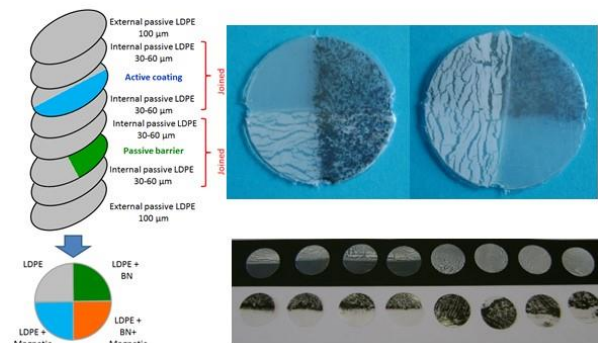 External passive LDPE
100 µm
Internal passive LDPE
30-60 µm
Active coating
Internal passive LDPE
30-60 µm
Internal passive LDPE
30-60 µm
Passive barrier
Internal passive LDPE
30-60 µm
External passive LDPE
100 µm
Joined
Joined
LDPE
LDPE +
BN
LDPE +
LDPE +
BN+
Magnetic